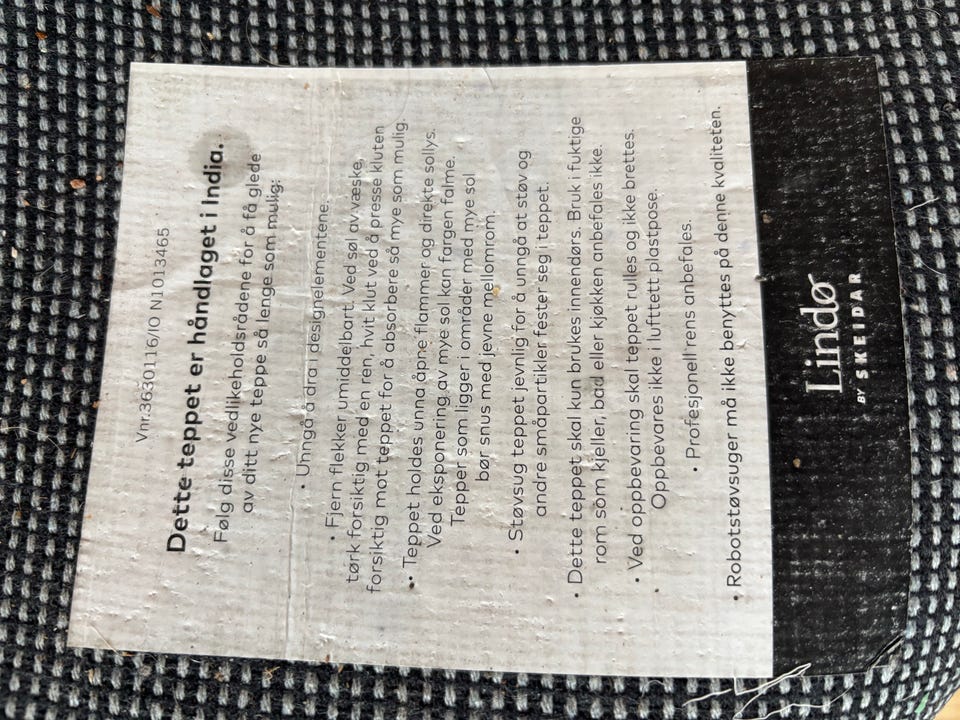 Vnr.3630116/IO N1013465
Dette teppet er håndlaget i India.
Følg disse vedlikeholdsrådene for å få glede
av ditt nye teppe så lenge som mulig:
• Unngå å dra i designelementene.
• Fjern flekker umiddelbart. Ved søl av væske,
tørk forsiktig med en ren, hvit klut ved å presse kluten
forsiktig mot teppet for å absorbere så mye som mulig.
• Teppet holdes unna åpne flammer og direkte sollys.
Ved eksponering av mye sol kan fargen falme.
Tepper som ligger i områder med mye sol
bør snus med jevne mellomrom.
• Støvsug teppet jevnlig for å unngå at støv og
andre småpartikler fester seg i teppet.
• Dette teppet skal kun brukes innendørs. Bruk i fuktige
rom som kjeller, bad eller kjøkken anbefales ikke.
• Ved oppbevaring skal teppet rulles og ikke brettes.
Oppbevares ikke i lufttett plastpose.
• Profesjonell rens anbefales.
• Robotstøvsuger må ikke benyttes på denne kvaliteten.
Lindø
BY SKEIDAR